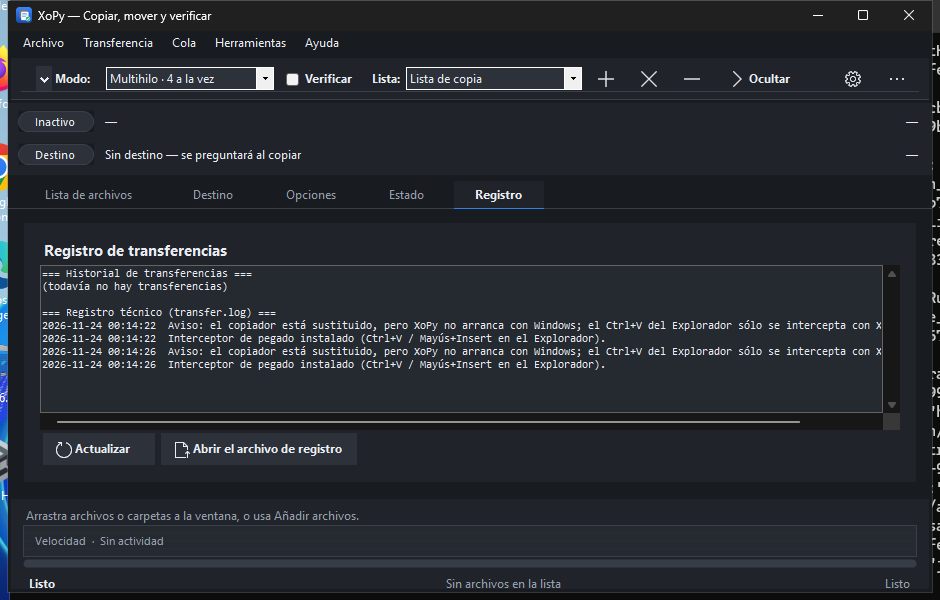 XoPy — Copiar, mover y verificar
Archivo Transferencia Cola Herramientas Ayuda
Modo: Multihilo · 4 a la vez Verificar Lista: Lista de copia Ocultar
Inactivo —
Destino Sin destino — se preguntará al copiar
Lista de archivos Destino Opciones Estado Registro
Registro de transferencias
=== Historial de transferencias ===
(todavía no hay transferencias)
=== Registro técnico (transfer.log) ===
2026-11-24 00:14:22 Aviso: el copiador está sustituido, pero XoPy no arranca con Windows; el Ctrl+V del Explorador sólo se intercepta con X
2026-11-24 00:14:22 Interceptor de pegado instalado (Ctrl+V / Mayús+Insert en el Explorador).
2026-11-24 00:14:26 Aviso: el copiador está sustituido, pero XoPy no arranca con Windows; el Ctrl+V del Explorador sólo se intercepta con X
2026-11-24 00:14:26 Interceptor de pegado instalado (Ctrl+V / Mayús+Insert en el Explorador).
Actualizar Abrir el archivo de registro
Arrastra archivos o carpetas a la ventana, o usa Añadir archivos.
Velocidad · Sin actividad
Listo Sin archivos en la lista Listo